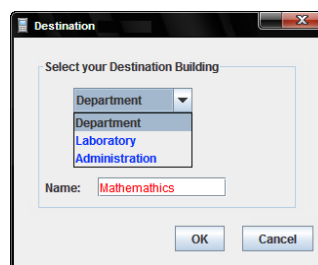 Destination
Select your Destination Building
Department
Department
Laboratory
Administration
Name: Mathemathics
OK Cancel